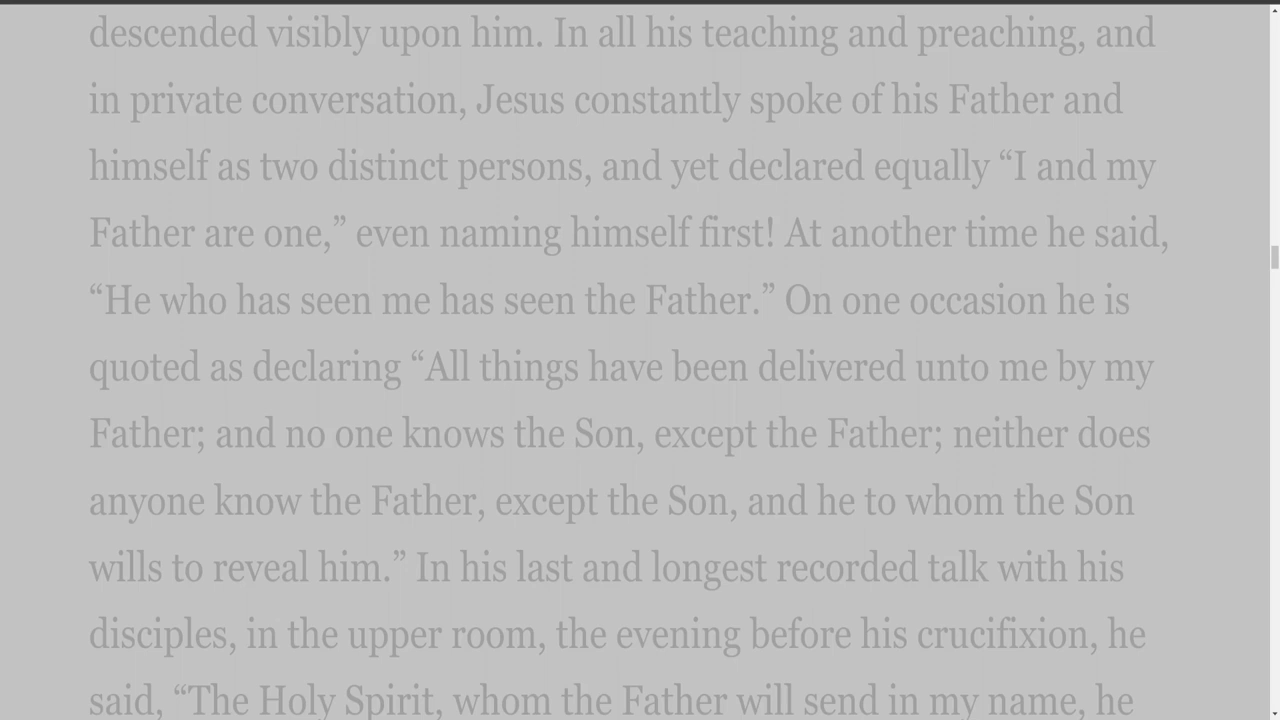 descended visibly upon him. In all his teaching and preaching, and
in private conversation, Jesus constantly spoke of his Father and
himself as two distinct persons, and yet declared equally “I and my
Father are one,” even naming himself first! At another time he said,
“He who has seen me has seen the Father.” On one occasion he is
quoted as declaring “All things have been delivered unto me by my
Father; and no one knows the Son, except the Father; neither does
anyone know the Father, except the Son, and he to whom the Son
wills to reveal him.” In his last and longest recorded talk with his
disciples, in the upper room, the evening before his crucifixion, he
said, “The Holy Spirit, whom the Father will send in my name, he